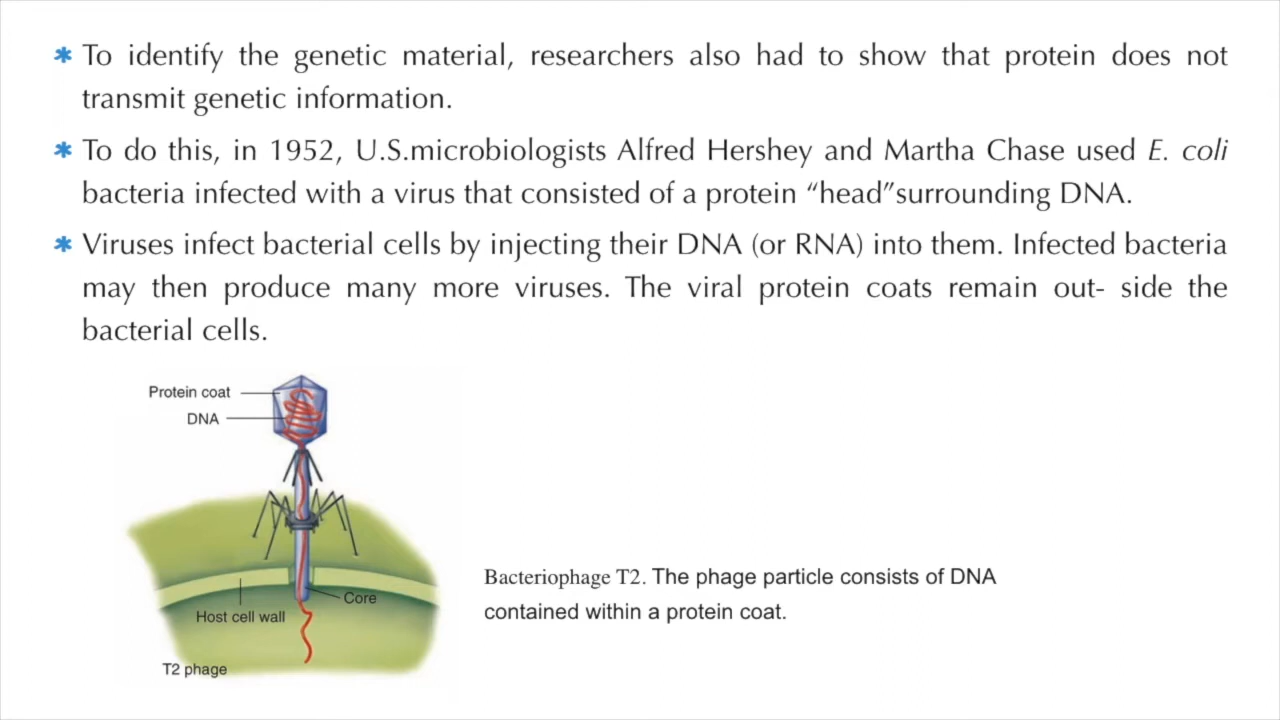 * To identify the genetic material, researchers also had to show that protein does not
transmit genetic information.
* To do this, in 1952, U.S.microbiologists Alfred Hershey and Martha Chase used E. coli
bacteria infected with a virus that consisted of a protein “head”surrounding DNA.
* Viruses infect bacterial cells by injecting their DNA (or RNA) into them. Infected bacteria
may then produce many more viruses. The viral protein coats remain out- side the
bacterial cells.
Protein coat
DNA
Core
Host cell wall
T2 phage
Bacteriophage T2. The phage particle consists of DNA
contained within a protein coat.